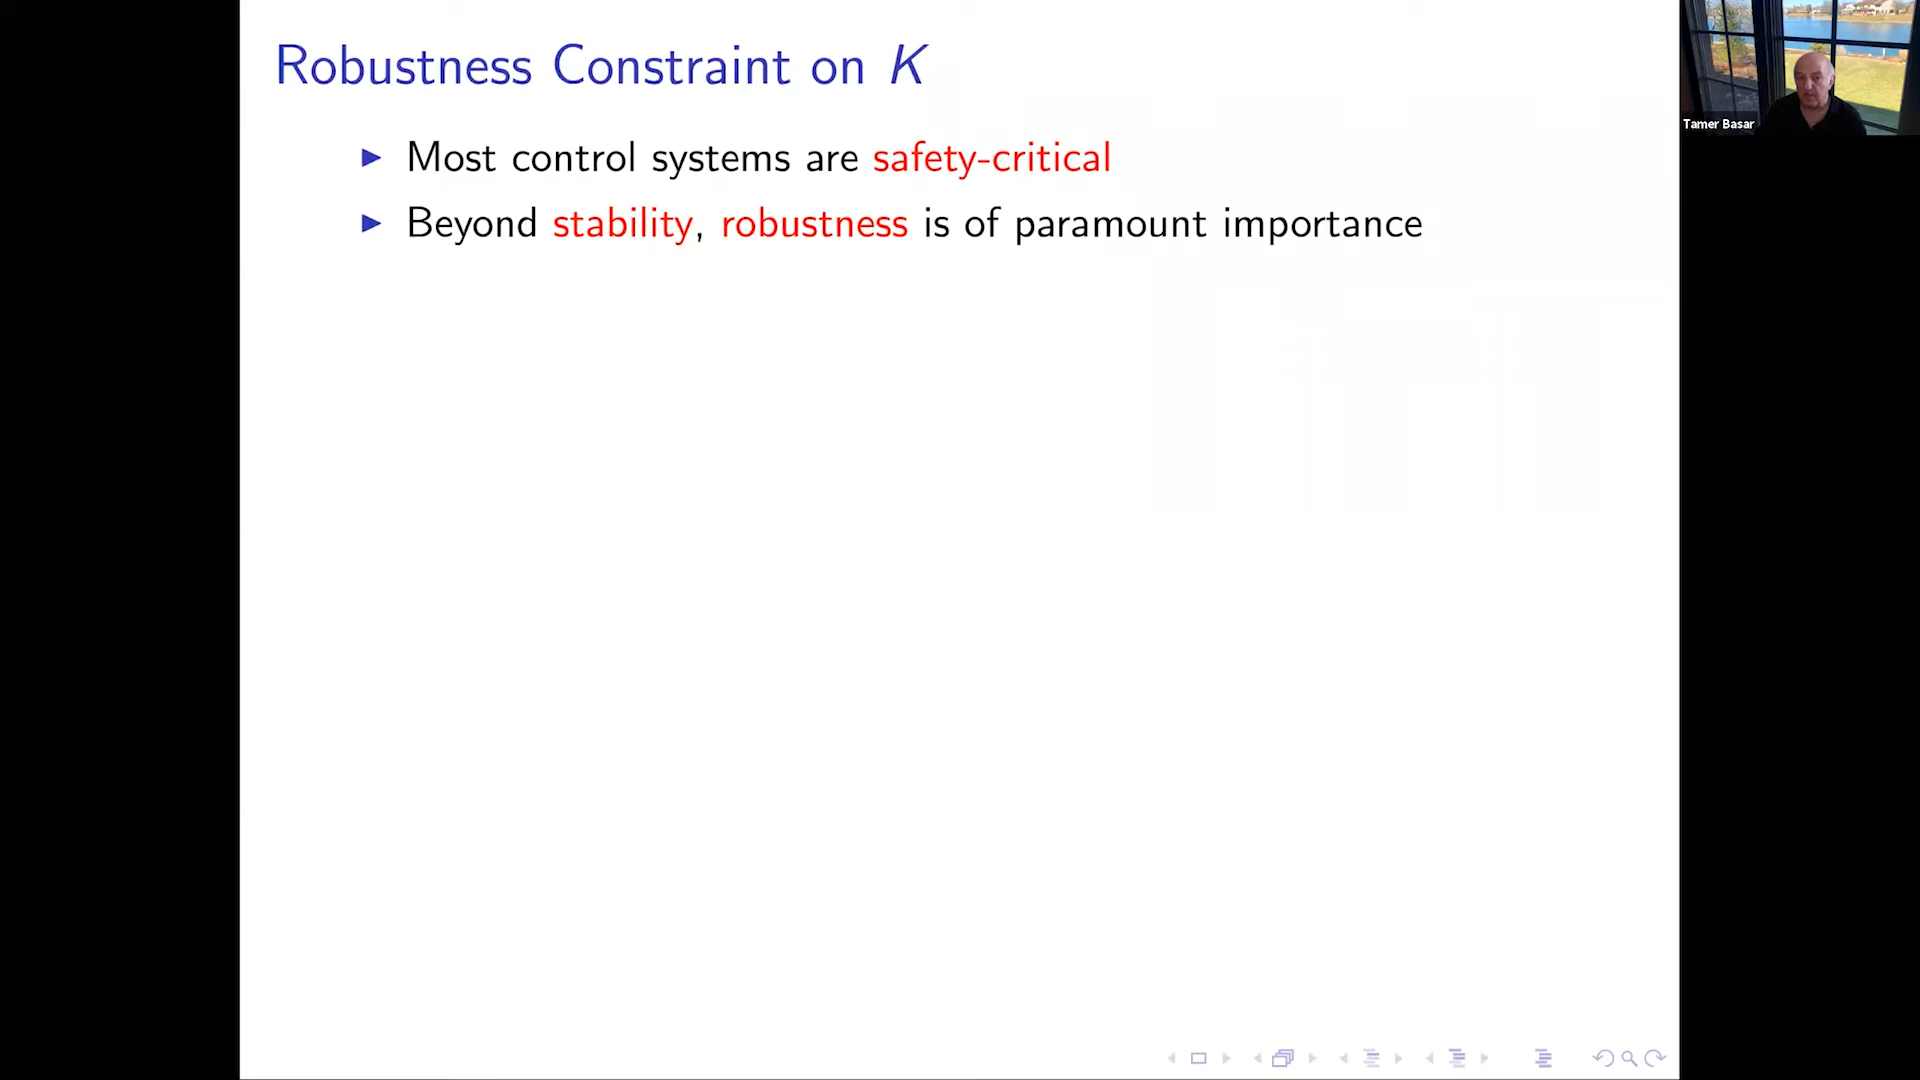 Robustness Constraint on K
Most control systems are safety-critical
Beyond stability, robustness is of paramount importance
Tamer Basar